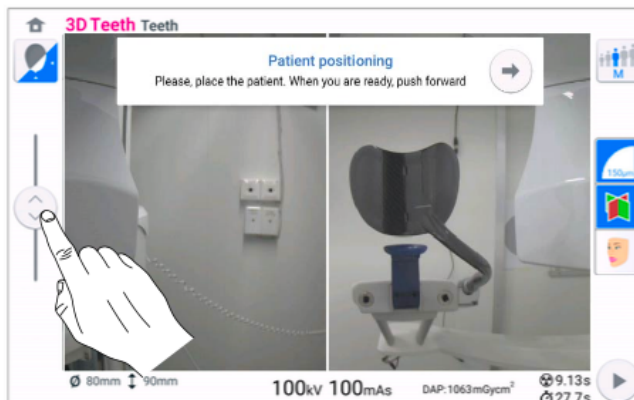 3D Teeth Teeth
Patient positioning
Please, place the patient. When you are ready, push forward
M
150µm
Ø 80mm ↕ 90mm
100kV 100mAs
DAP: 1063mGycm²
9.13s
27.7s